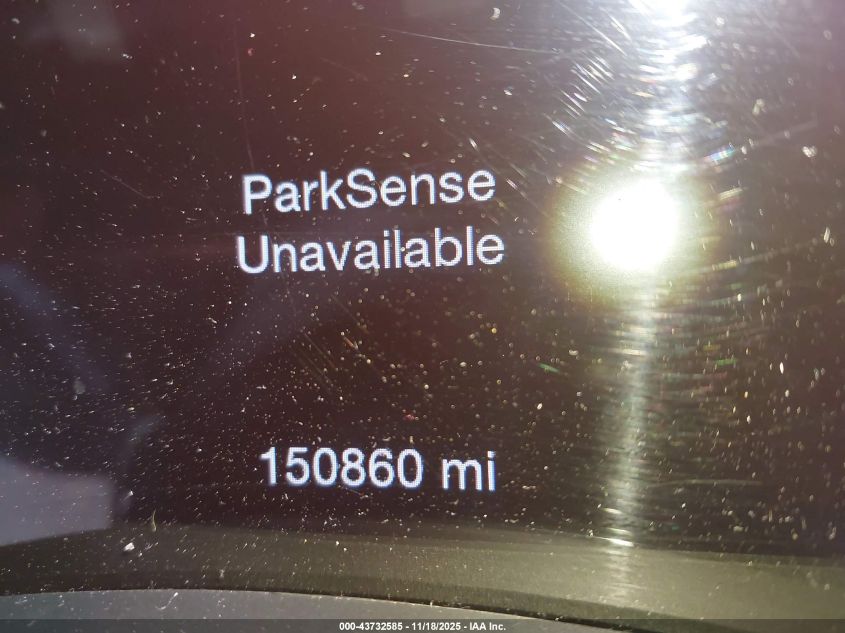 ParkSense
Unavailable
150860 mi
000-43732585 - 11/18/2025 - IAA Inc.